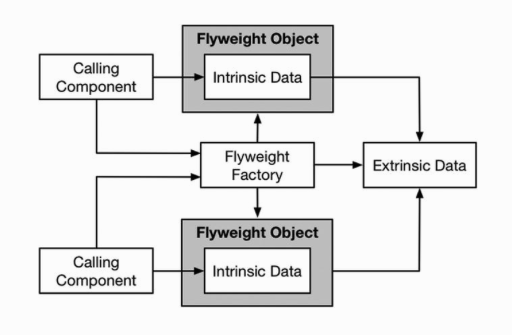 Flyweight Object
Calling
Component
Intrinsic Data
Flyweight
Factory
Extrinsic Data
Flyweight Object
Calling
Component
Intrinsic Data